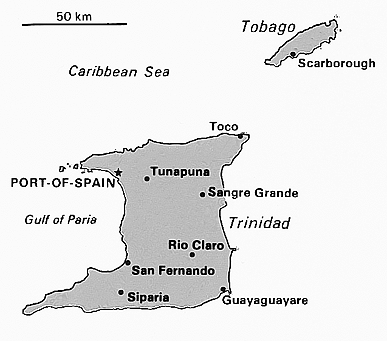 50 km
Tobago
Scarborough
Caribbean Sea
Toco
Tunapuna
PORT-OF-SPAIN
Sangre Grande
Gulf of Paria
Trinidad
Rio Claro
San Fernando
Siparia
Guayaguayare